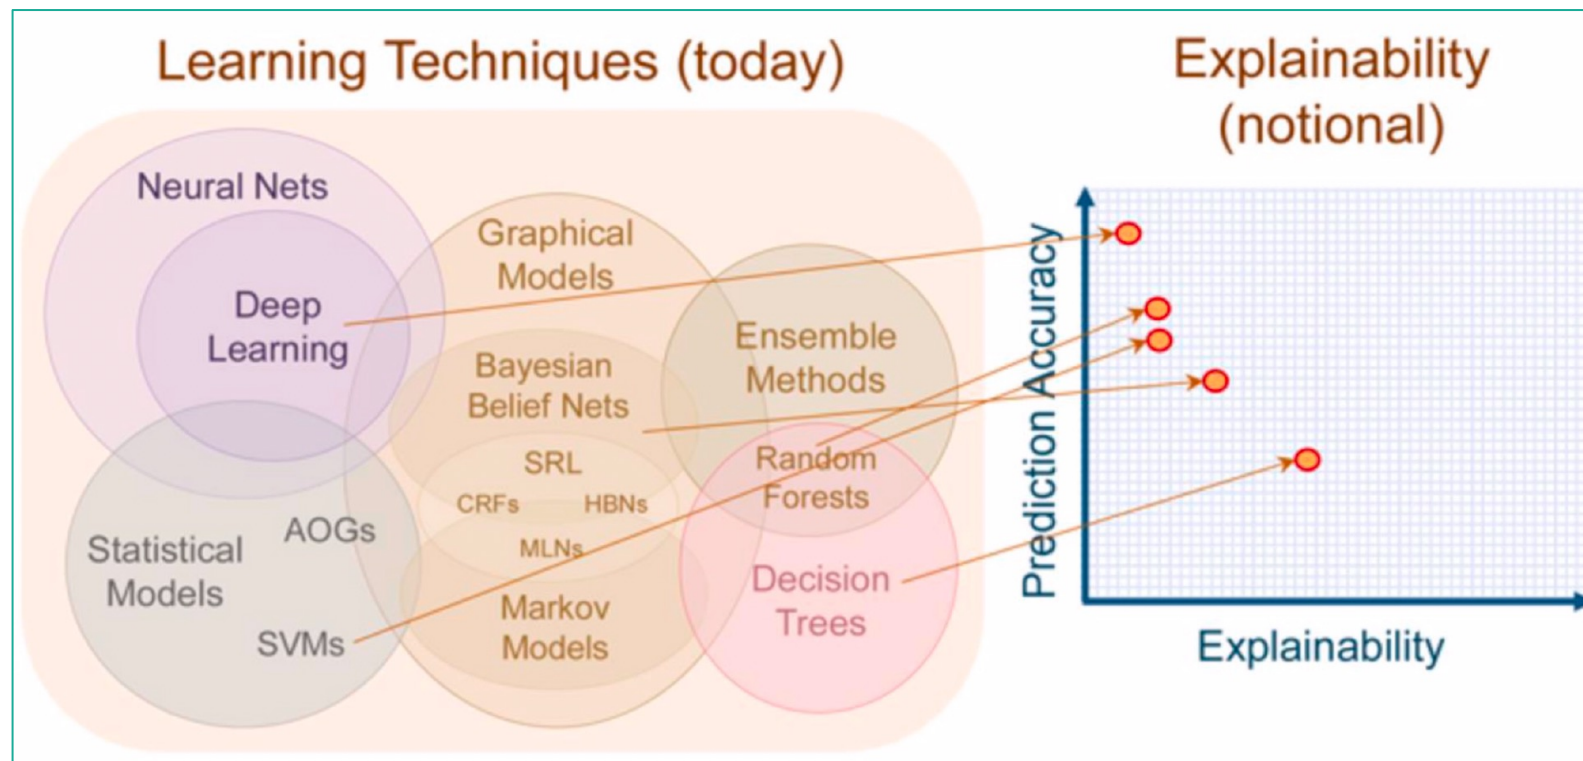 Learning Techniques (today)
Neural Nets
Deep
Learning
Graphical
Models
Bayesian
Belief Nets
SRL
CRFs
HBNs
MLNs
Markov
Models
Ensemble
Methods
Random
Forests
Decision
Trees
Statistical
Models
AOGs
SVMs
Explainability
(notional)
Prediction Accuracy
Explainability